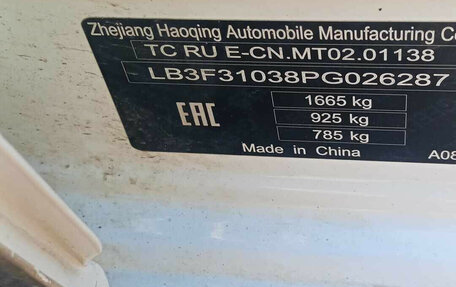 Zhejiang Haoqing Automobile Manufacturing Co
TC RU E-CN.MT02.01138
LB3F31038PG026287
EAC
1665 kg
925 kg
785 kg
Made in China A08